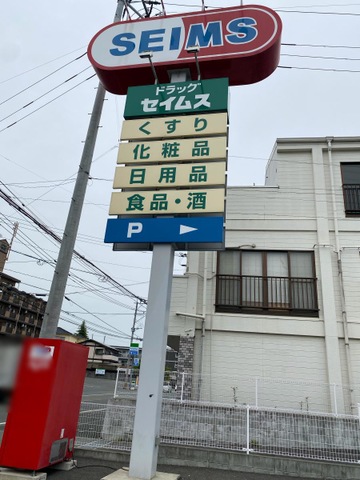 SEIMS
ドラッグ
セイムス
くすり
化粧品
日用品
食品・酒
P